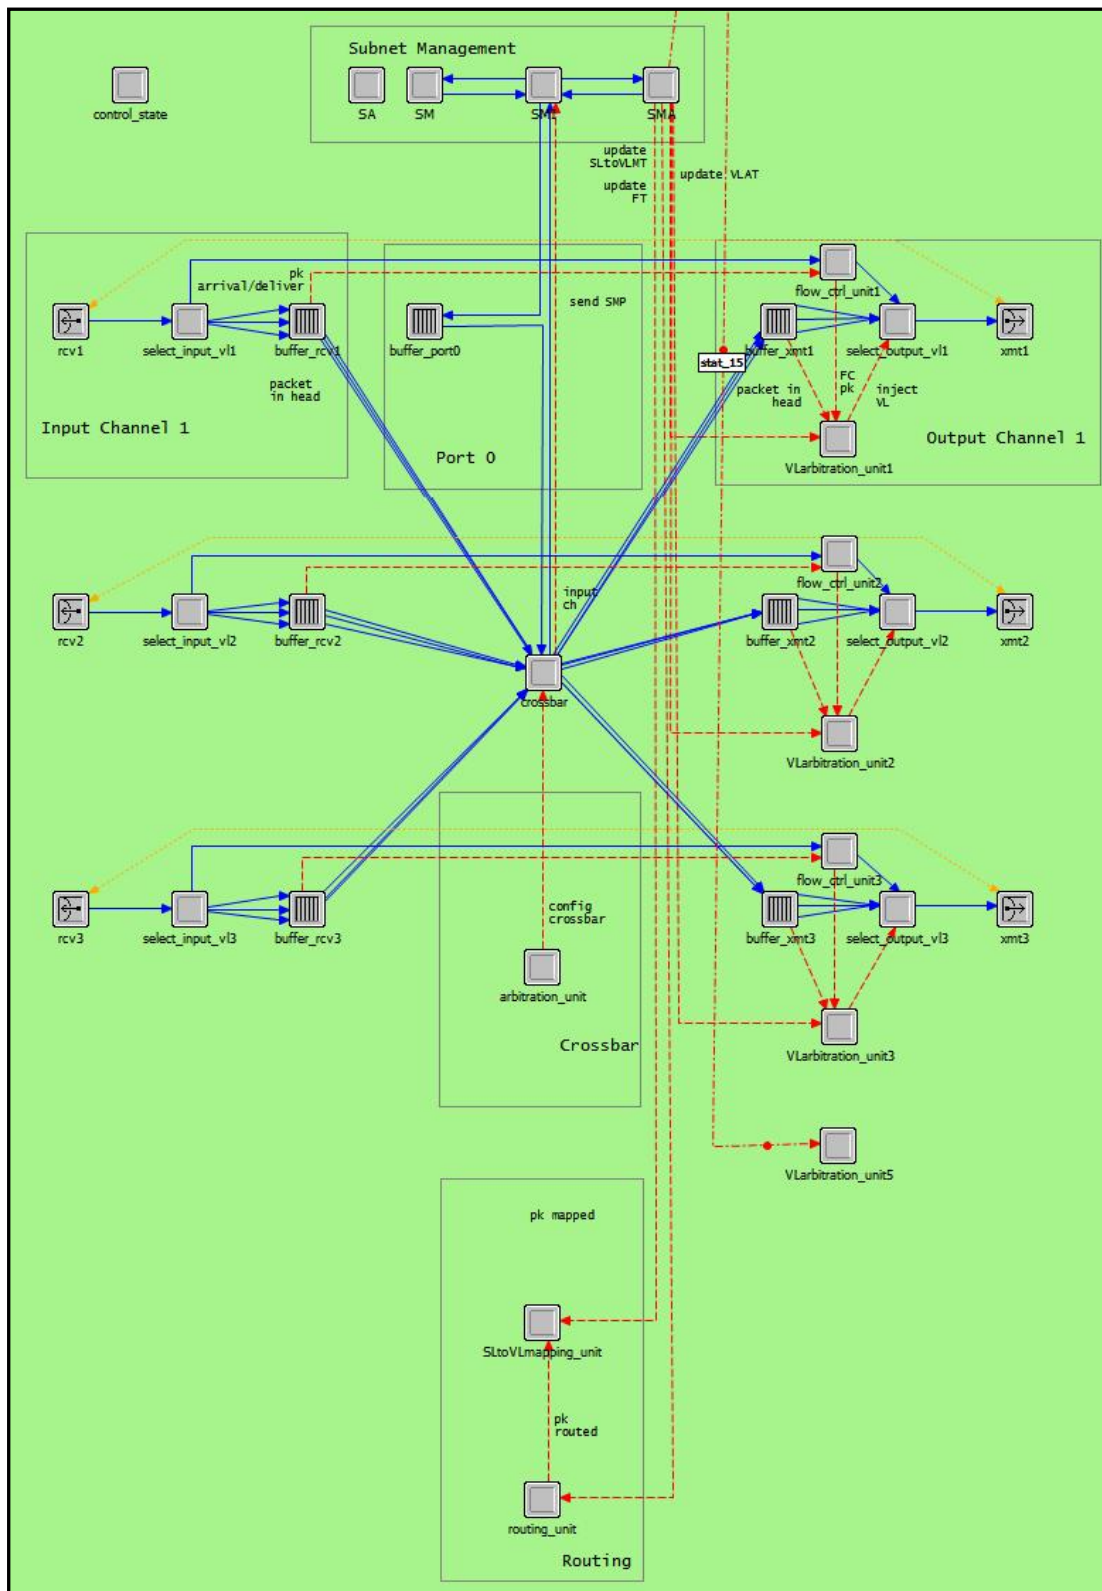 Subnet Management
control_state
SA
SM
SMI
SMA
update
SLtoVLMT
update
FT
update VLAT
pk
arrival/deliver
send SMP
flow_ctrl_unit1
rcv1
select_input_vl1
buffer_rcv1
buffer_port0
buffer_xmt1
select_output_vl1
xmt1
stat_15
packet
in head
packet in
head
FC
pk
inject
VL
Input Channel 1
Port 0
VLarbitration_unit1
Output Channel 1
flow_ctrl_unit2
input
ch
rcv2
select_input_vl2
buffer_rcv2
buffer_xmt2
select_output_vl2
xmt2
crossbar
VLarbitration_unit2
flow_ctrl_unit3
rcv3
select_input_vl3
buffer_rcv3
config
crossbar
buffer_xmt3
select_output_vl3
xmt3
arbitration_unit
Crossbar
VLarbitration_unit3
VLarbitration_unit5
pk mapped
SLtoVLmapping_unit
pk
routed
routing_unit
Routing